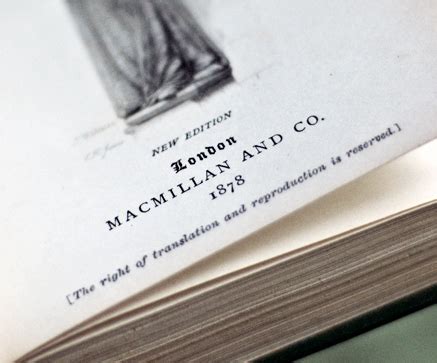 NEW EDITION
London
MACMILLAN AND CO.
1878
[The right of translation and reproduction is reserved.]